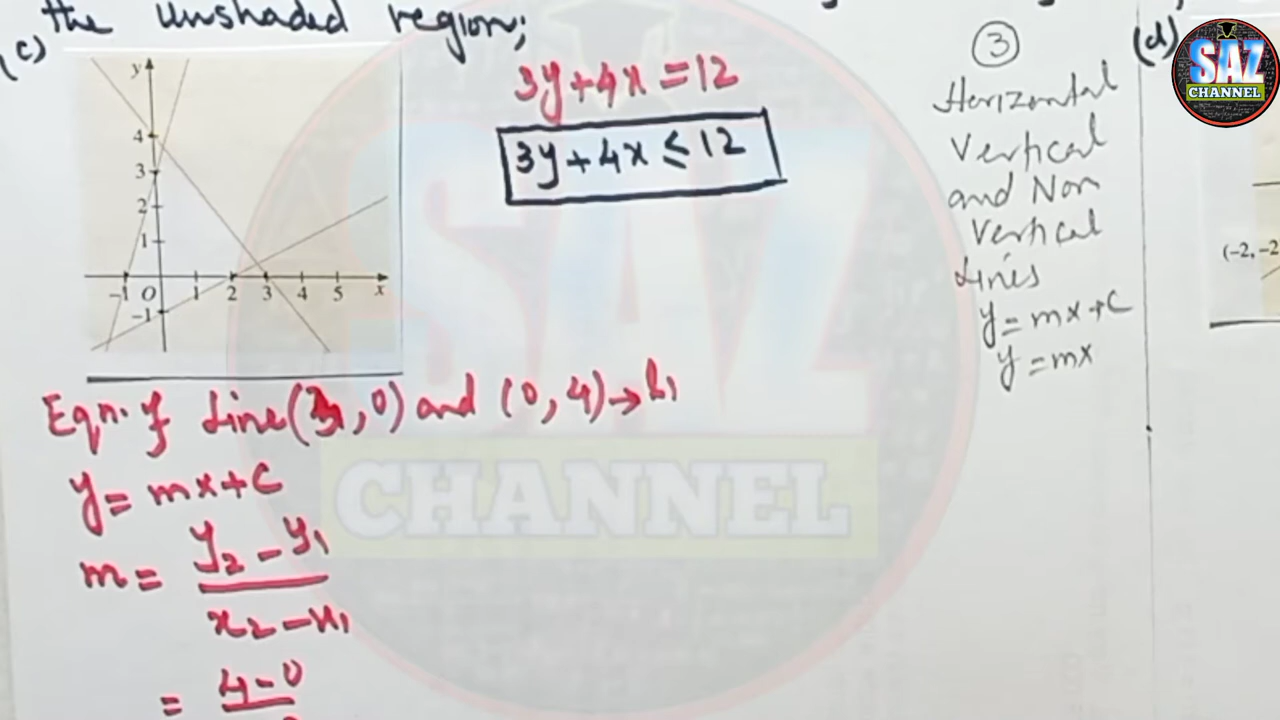 the unshaded region;
(c)
y
4
3
2
1
-1 O 1 2 3 4 5 x
-1
3y+4x=12
3y+4x≤12
3
Horizontal
Vertical
and Non
Vertical
Lines
y=mx+c
y=mx
(d)
SAZ
CHANNEL
(-2,-2
Eqn. of Line(3,0) and (0,4)→l1
y=mx+c
m= y2-y1
x2-x1
= 4-0
SAZ
CHANNEL